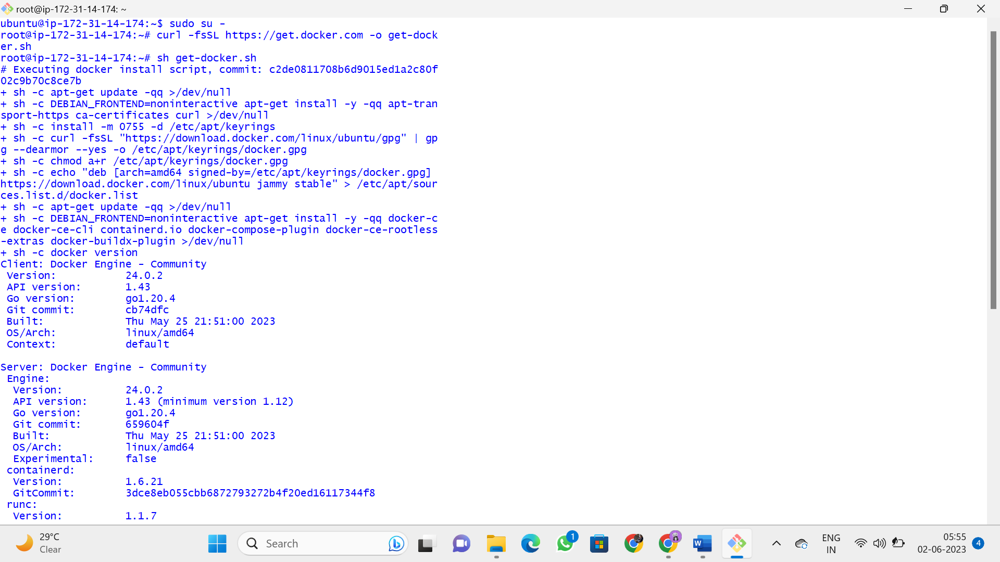 root@ip-172-31-14-174: ~
ubuntu@ip-172-31-14-174:~$ sudo su -
root@ip-172-31-14-174:~# curl -fsSL https://get.docker.com -o get-dock
er.sh
root@ip-172-31-14-174:~# sh get-docker.sh
# Executing docker install script, commit: c2de0811708b6d9015ed1a2c80f
02c9b70c8ce7b
+ sh -c apt-get update -qq >/dev/null
+ sh -c DEBIAN_FRONTEND=noninteractive apt-get install -y -qq apt-tran
sport-https ca-certificates curl >/dev/null
+ sh -c install -m 0755 -d /etc/apt/keyrings
+ sh -c curl -fsSL "https://download.docker.com/linux/ubuntu/gpg" | gp
g --dearmor --yes -o /etc/apt/keyrings/docker.gpg
+ sh -c chmod a+r /etc/apt/keyrings/docker.gpg
+ sh -c echo "deb [arch=amd64 signed-by=/etc/apt/keyrings/docker.gpg]
https://download.docker.com/linux/ubuntu jammy stable" > /etc/apt/sour
ces.list.d/docker.list
+ sh -c apt-get update -qq >/dev/null
+ sh -c DEBIAN_FRONTEND=noninteractive apt-get install -y -qq docker-c
e docker-ce-cli containerd.io docker-compose-plugin docker-ce-rootless
-extras docker-buildx-plugin >/dev/null
+ sh -c docker version
Client: Docker Engine - Community
Version: 24.0.2
API version: 1.43
Go version: go1.20.4
Git commit: cb74dfc
Built: Thu May 25 21:51:00 2023
OS/Arch: linux/amd64
Context: default
Server: Docker Engine - Community
Engine:
Version: 24.0.2
API version: 1.43 (minimum version 1.12)
Go version: go1.20.4
Git commit: 659604f
Built: Thu May 25 21:51:00 2023
OS/Arch: linux/amd64
Experimental: false
containerd:
Version: 1.6.21
GitCommit: 3dce8eb055cbb6872793272b4f20ed16117344f8
runc:
Version: 1.1.7
29°C
Clear
Search
1
W
ENG
IN
05:55
02-06-2023
4